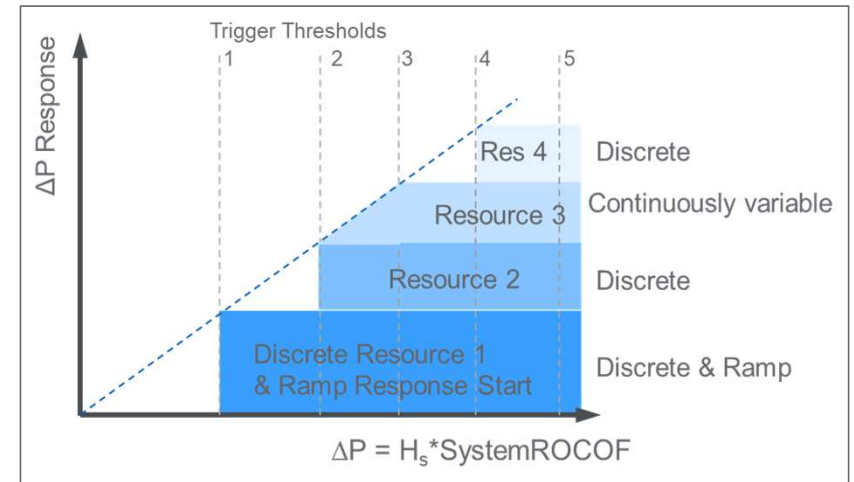 Trigger Thresholds
1 2 3 4 5
ΔP Response
Res 4 Discrete
Resource 3 Continuously variable
Resource 2 Discrete
Discrete Resource 1
& Ramp Response Start
Discrete & Ramp
ΔP = Hs*SystemROCOF